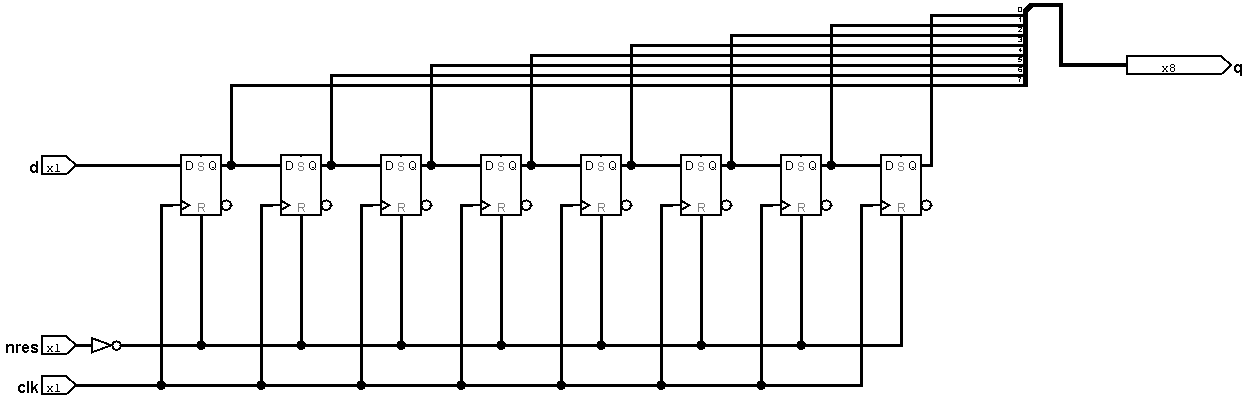 0
1
2
3
4
5
6
7
x8 q
d x1 D S Q D S Q D S Q D S Q D S Q D S Q D S Q D S Q
R R R R R R R R
nres x1
clk x1